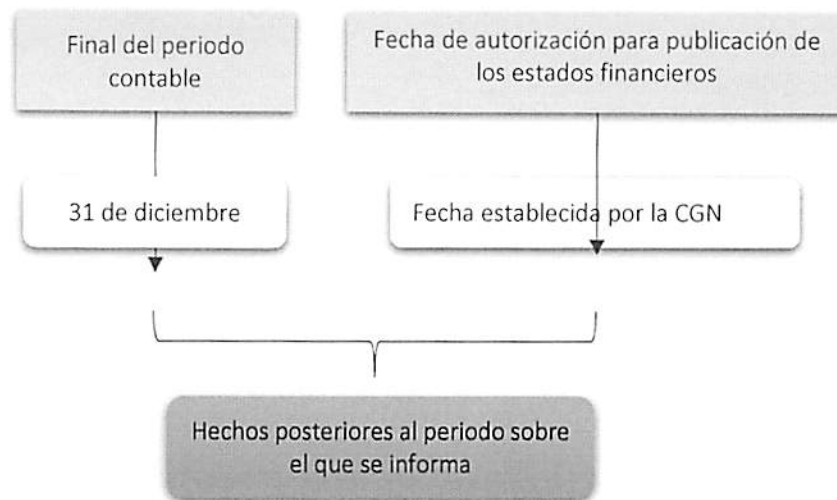 Final del periodo
contable
Fecha de autorización para publicación de
los estados financieros
31 de diciembre
Fecha establecida por la CGN
Hechos posteriores al periodo sobre
el que se informa